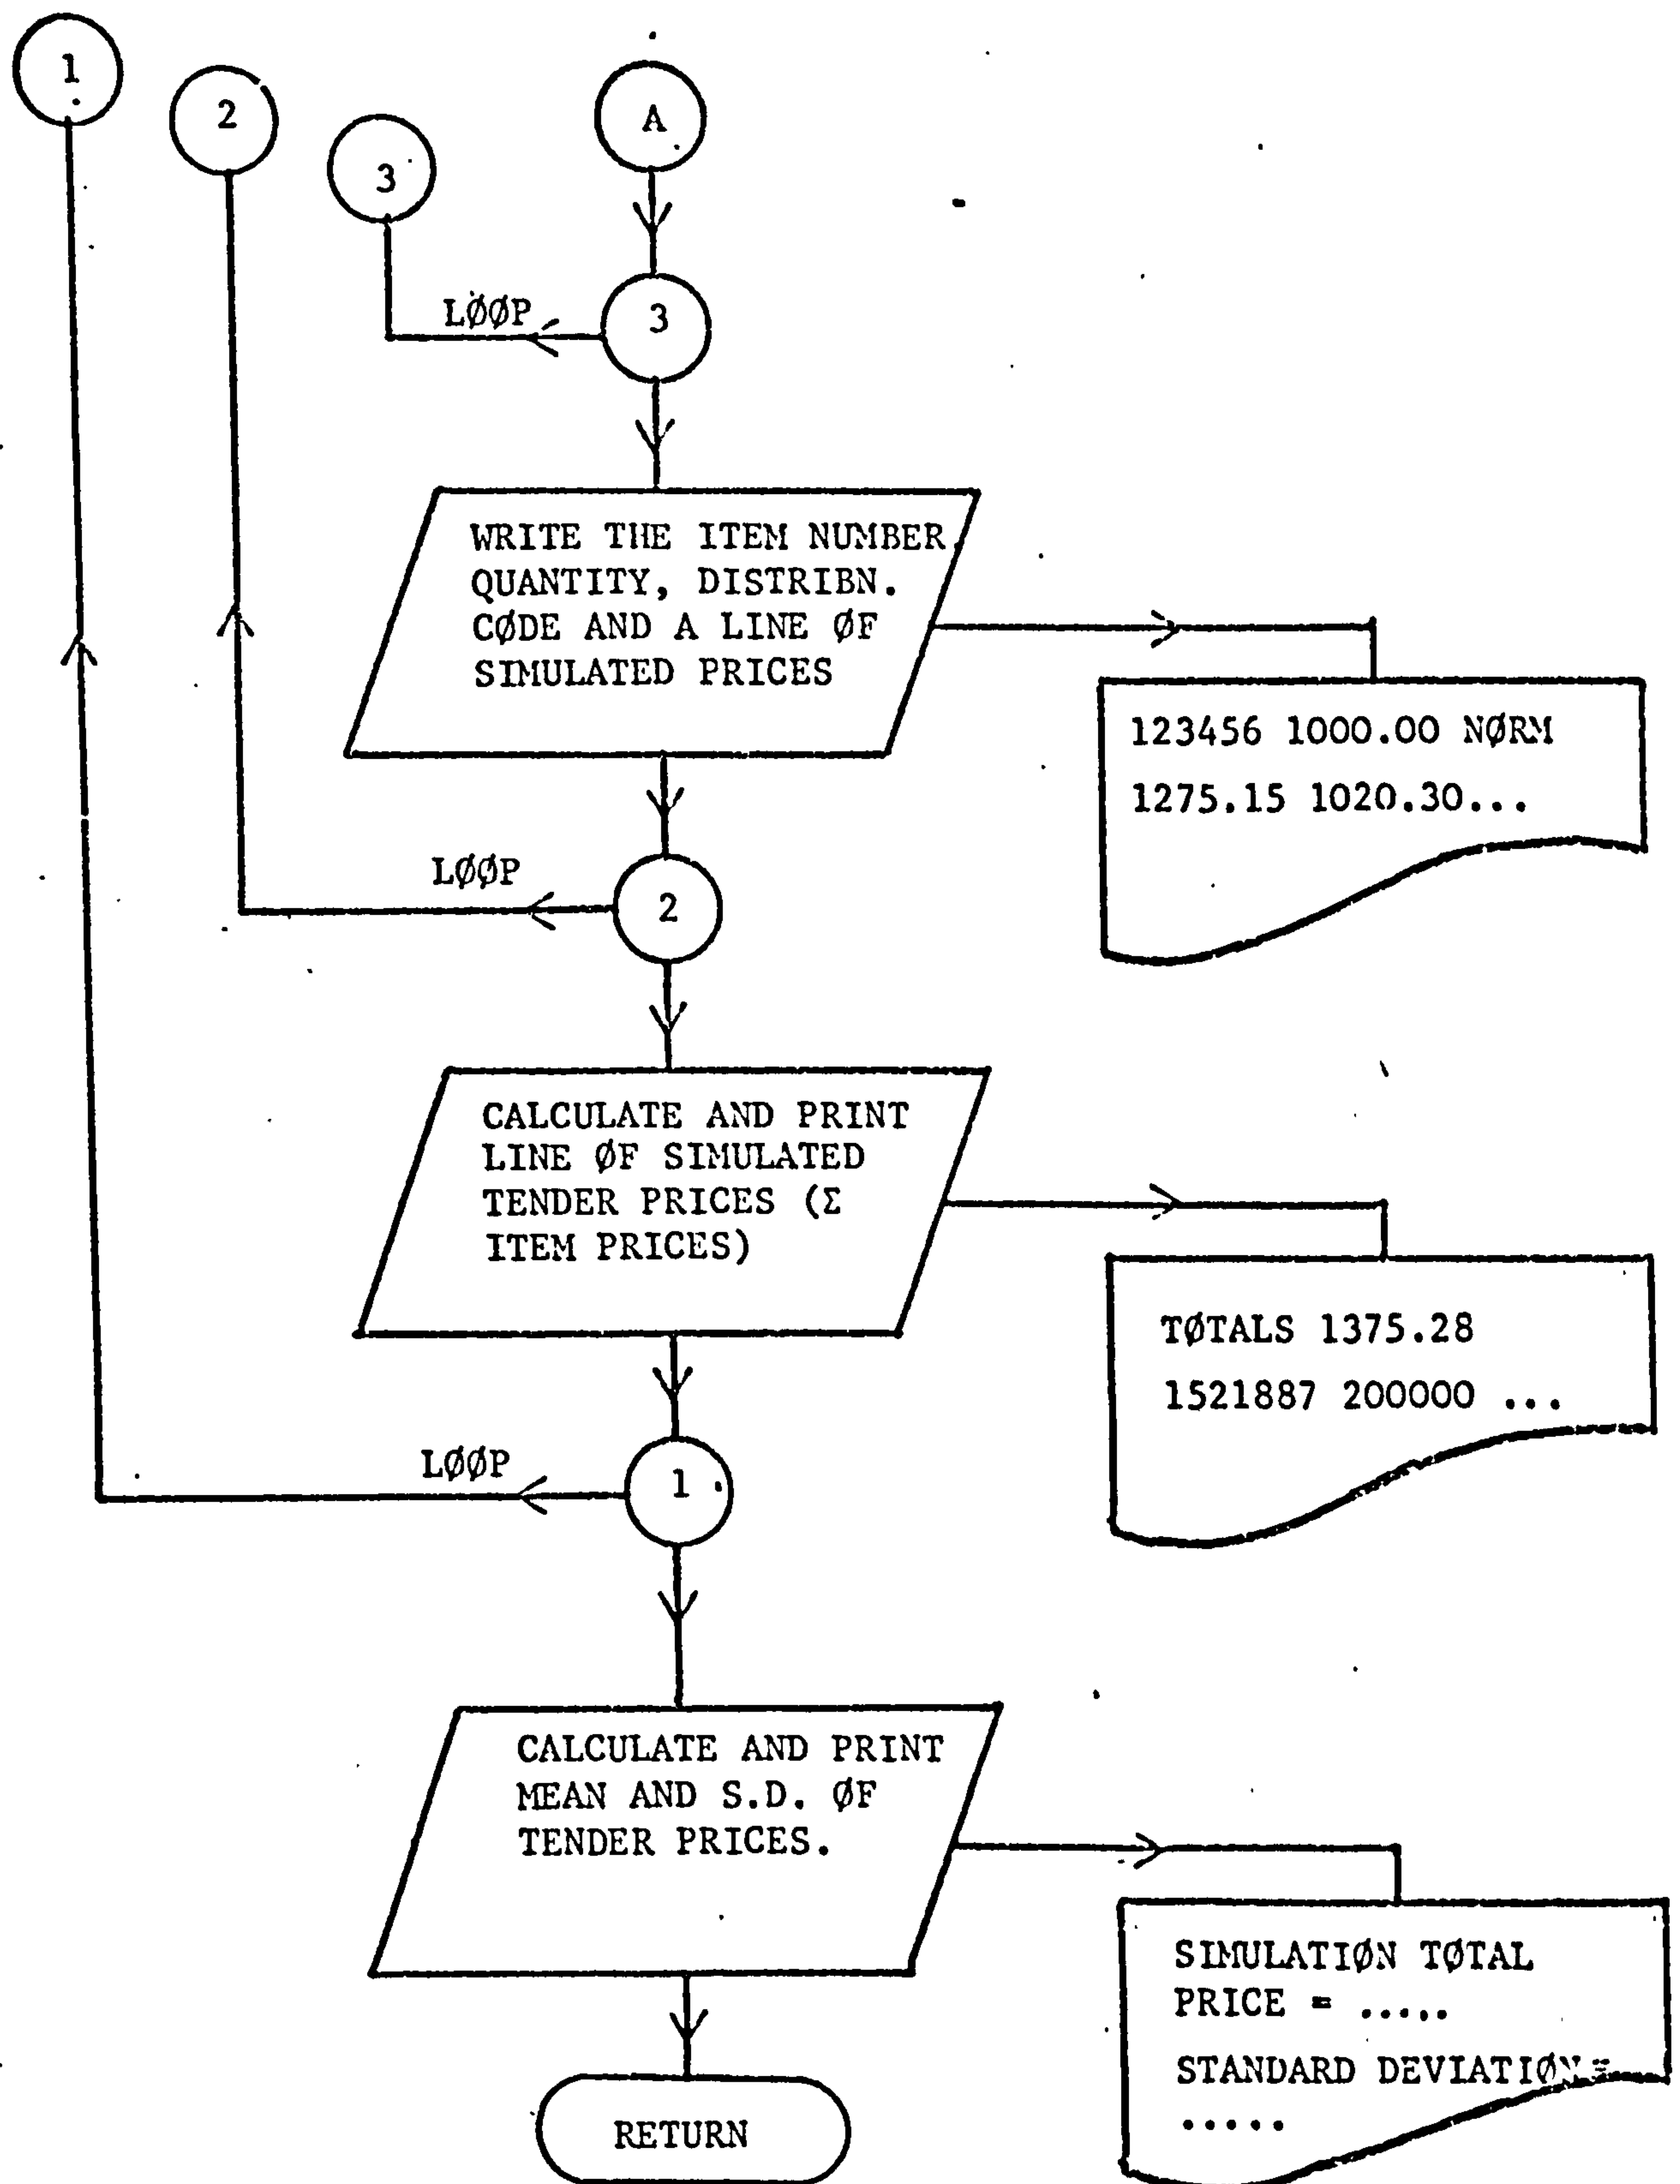 1
2
3
A
LØØP
3
WRITE THE ITEM NUMBER,
QUANTITY, DISTRIBN.
CØDE AND A LINE ØF
SIMULATED PRICES
123456 1000.00 NØRM
1275.15 1020.30...
LØØP
2
CALCULATE AND PRINT
LINE ØF SIMULATED
TENDER PRICES (Σ
ITEM PRICES)
TØTALS 1375.28
1521887 200000 ...
LØØP
1
CALCULATE AND PRINT
MEAN AND S.D. ØF
TENDER PRICES.
SIMULATIØN TØTAL
PRICE = .....
STANDARD DEVIATIØN=
.....
RETURN